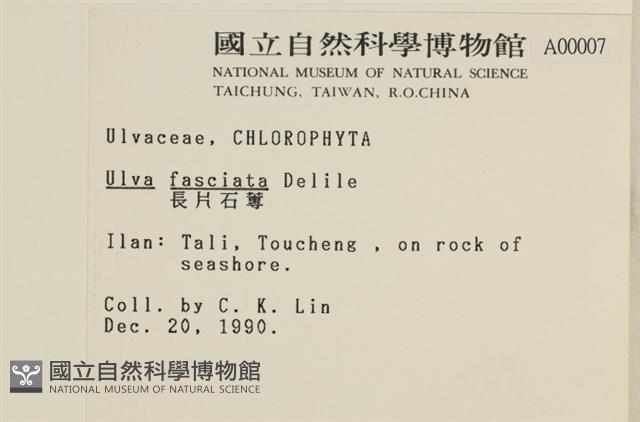 國立自然科學博物館 A00007
NATIONAL MUSEUM OF NATURAL SCIENCE
TAICHUNG, TAIWAN, R.O.CHINA
Ulvaceae, CHLOROPHYTA
Ulva fasciata Delile
長片石蓴
Ilan: Tali, Toucheng , on rock of
seashore.
Coll. by C. K. Lin
Dec. 20, 1990.
國立自然科學博物館
NATIONAL MUSEUM OF NATURAL SCIENCE